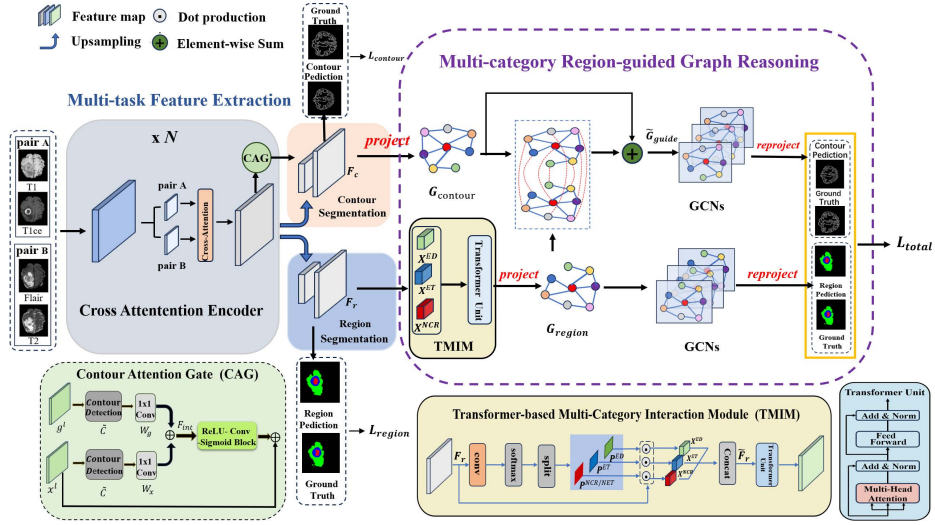 Feature map
Dot production
Upsampling
Element-wise Sum
Ground
Truth
Contour
Pediction
L_contour
Multi-task Feature Extraction
Multi-category Region-guided Graph Reasoning
pair A
T1
T1ce
pair B
Flair
T2
x N
pair A
pair B
Cross-Attention
CAG
Cross Attentention Encoder
F_c
Contour
Segmentation
F_r
Region
Segmentation
project
G_contour
G̃_guide
GCNs
reproject
Contour
Pediction
Ground
Truth
Region
Pediction
Ground
Truth
L_total
X^ED
X^ET
X^NCR
Transformer
Unit
TMIM
project
G_region
GCNs
reproject
Contour Attention Gate (CAG)
g^l
Contour
Detection
C̃
1x1
Conv
W_g
F_int
ReLU- Conv
-Sigmoid Block
x^l
Contour
Detection
C̃
1x1
Conv
W_x
Region
Pediction
Ground
Truth
L_region
Transformer-based Multi-Category Interaction Module (TMIM)
F_r
conv
softmax
split
P^ED
P^ET
P^NCR/NET
X^ED
X^ET
X^NCR
Concat
F̃_r
Transformer
Unit
Transformer Unit
Add & Norm
Feed
Forward
Add & Norm
Multi-Head
Attention